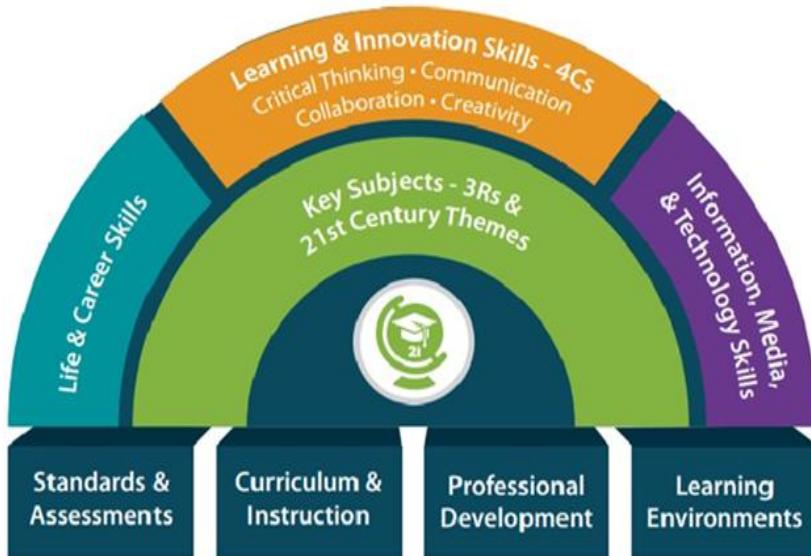 Learning & Innovation Skills - 4Cs
Critical Thinking • Communication
Collaboration • Creativity
Life & Career Skills
Key Subjects - 3Rs &
21st Century Themes
Information, Media,
& Technology Skills
21
Standards &
Assessments
Curriculum &
Instruction
Professional
Development
Learning
Environments